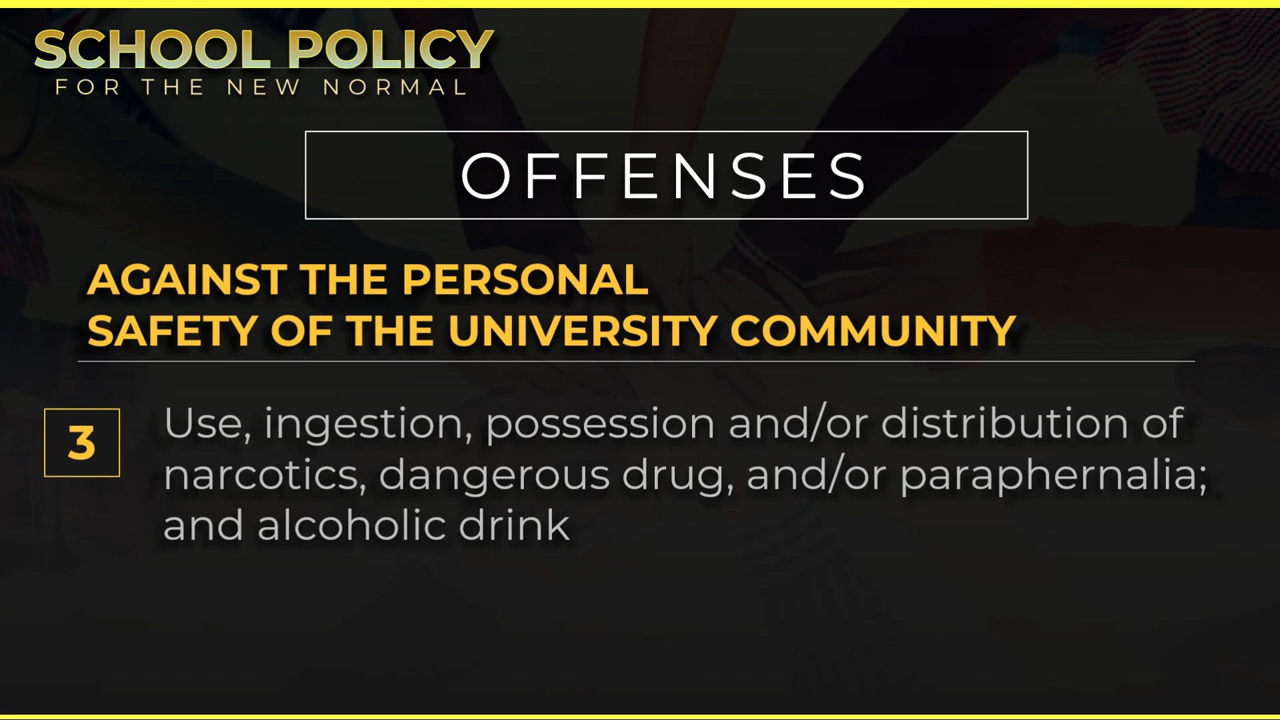 SCHOOL POLICY
FOR THE NEW NORMAL
OFFENSES
AGAINST THE PERSONAL
SAFETY OF THE UNIVERSITY COMMUNITY
3
Use, ingestion, possession and/or distribution of
narcotics, dangerous drug, and/or paraphernalia;
and alcoholic drink